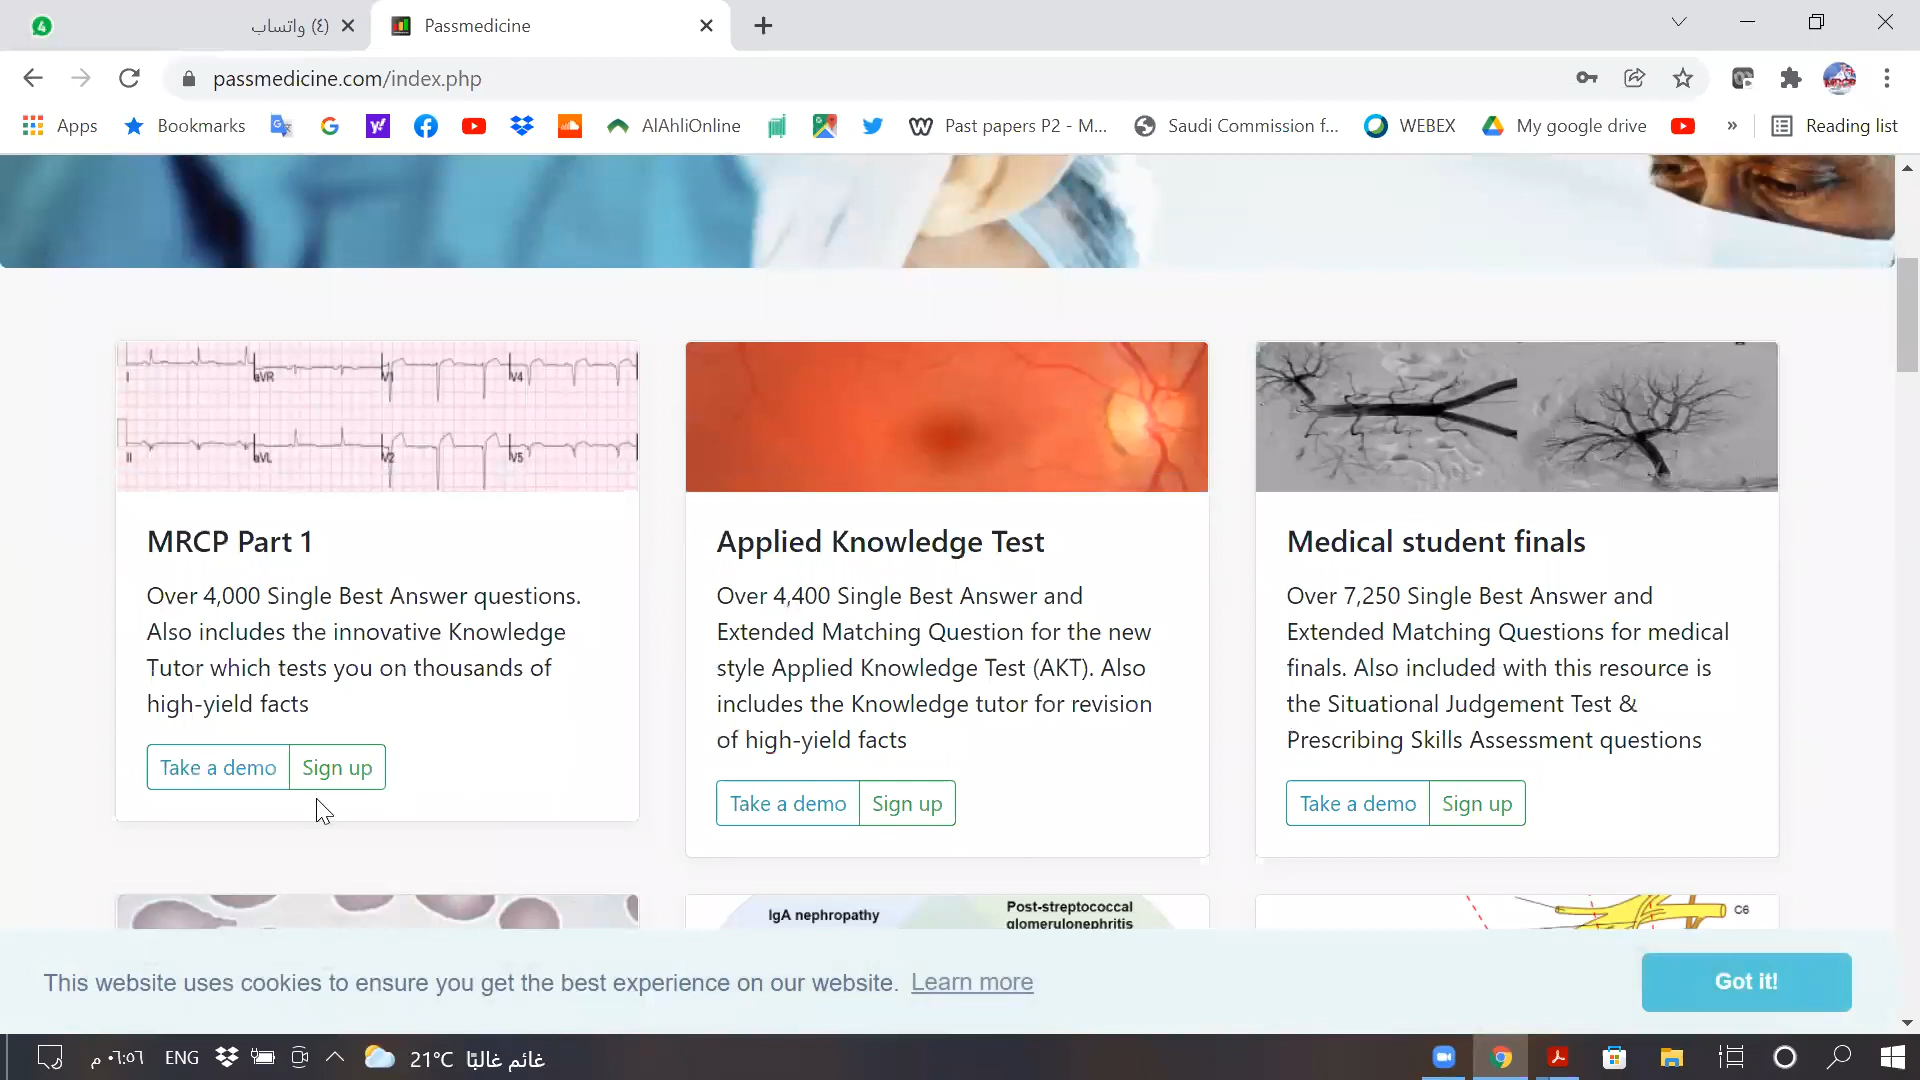 4
(٤) واتساب
Passmedicine
passmedicine.com/index.php
Apps
Bookmarks
AlAhliOnline
Past papers P2 - M...
Saudi Commission f...
WEBEX
My google drive
»
Reading list
I
aVR
V1
V4
II
aVL
V2
V5
MRCP Part 1
Over 4,000 Single Best Answer questions.
Also includes the innovative Knowledge
Tutor which tests you on thousands of
high-yield facts
Take a demo
Sign up
Applied Knowledge Test
Over 4,400 Single Best Answer and
Extended Matching Question for the new
style Applied Knowledge Test (AKT). Also
includes the Knowledge tutor for revision
of high-yield facts
Take a demo
Sign up
Medical student finals
Over 7,250 Single Best Answer and
Extended Matching Questions for medical
finals. Also included with this resource is
the Situational Judgement Test &
Prescribing Skills Assessment questions
Take a demo
Sign up
IgA nephropathy
Post-streptococcal
glomerulonephritis
C6
This website uses cookies to ensure you get the best experience on our website. Learn more
Got it!
٠٦:٥٦ م
ENG
21°C غائم غالبًا